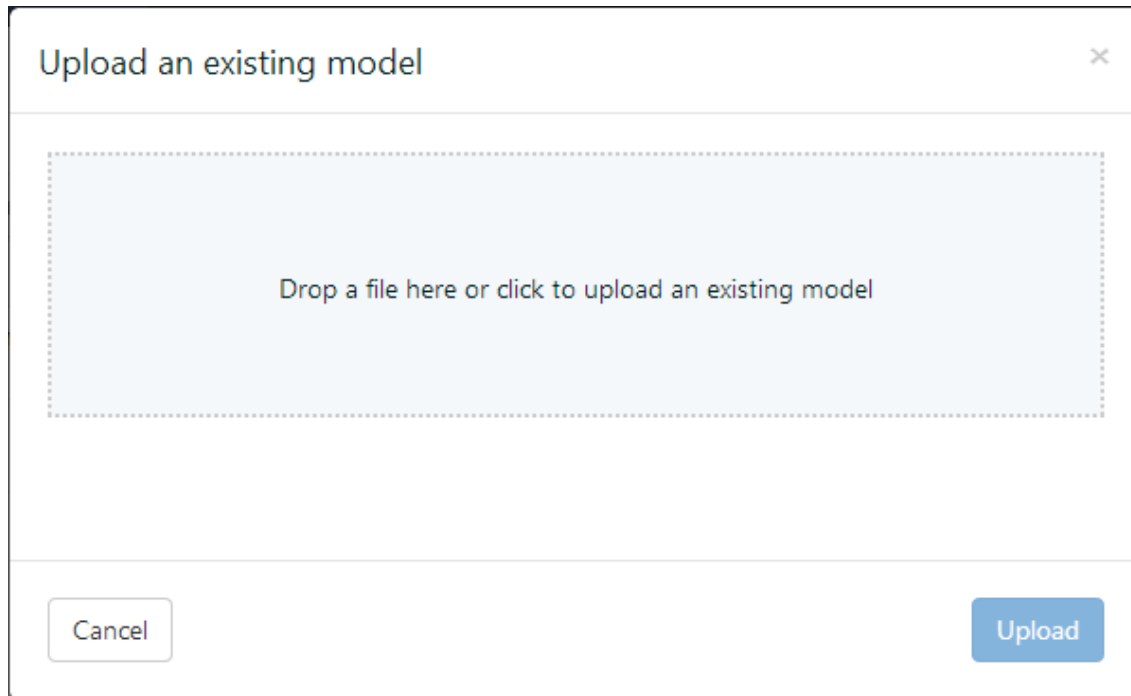 Upload an existing model
×
Drop a file here or click to upload an existing model
Cancel
Upload